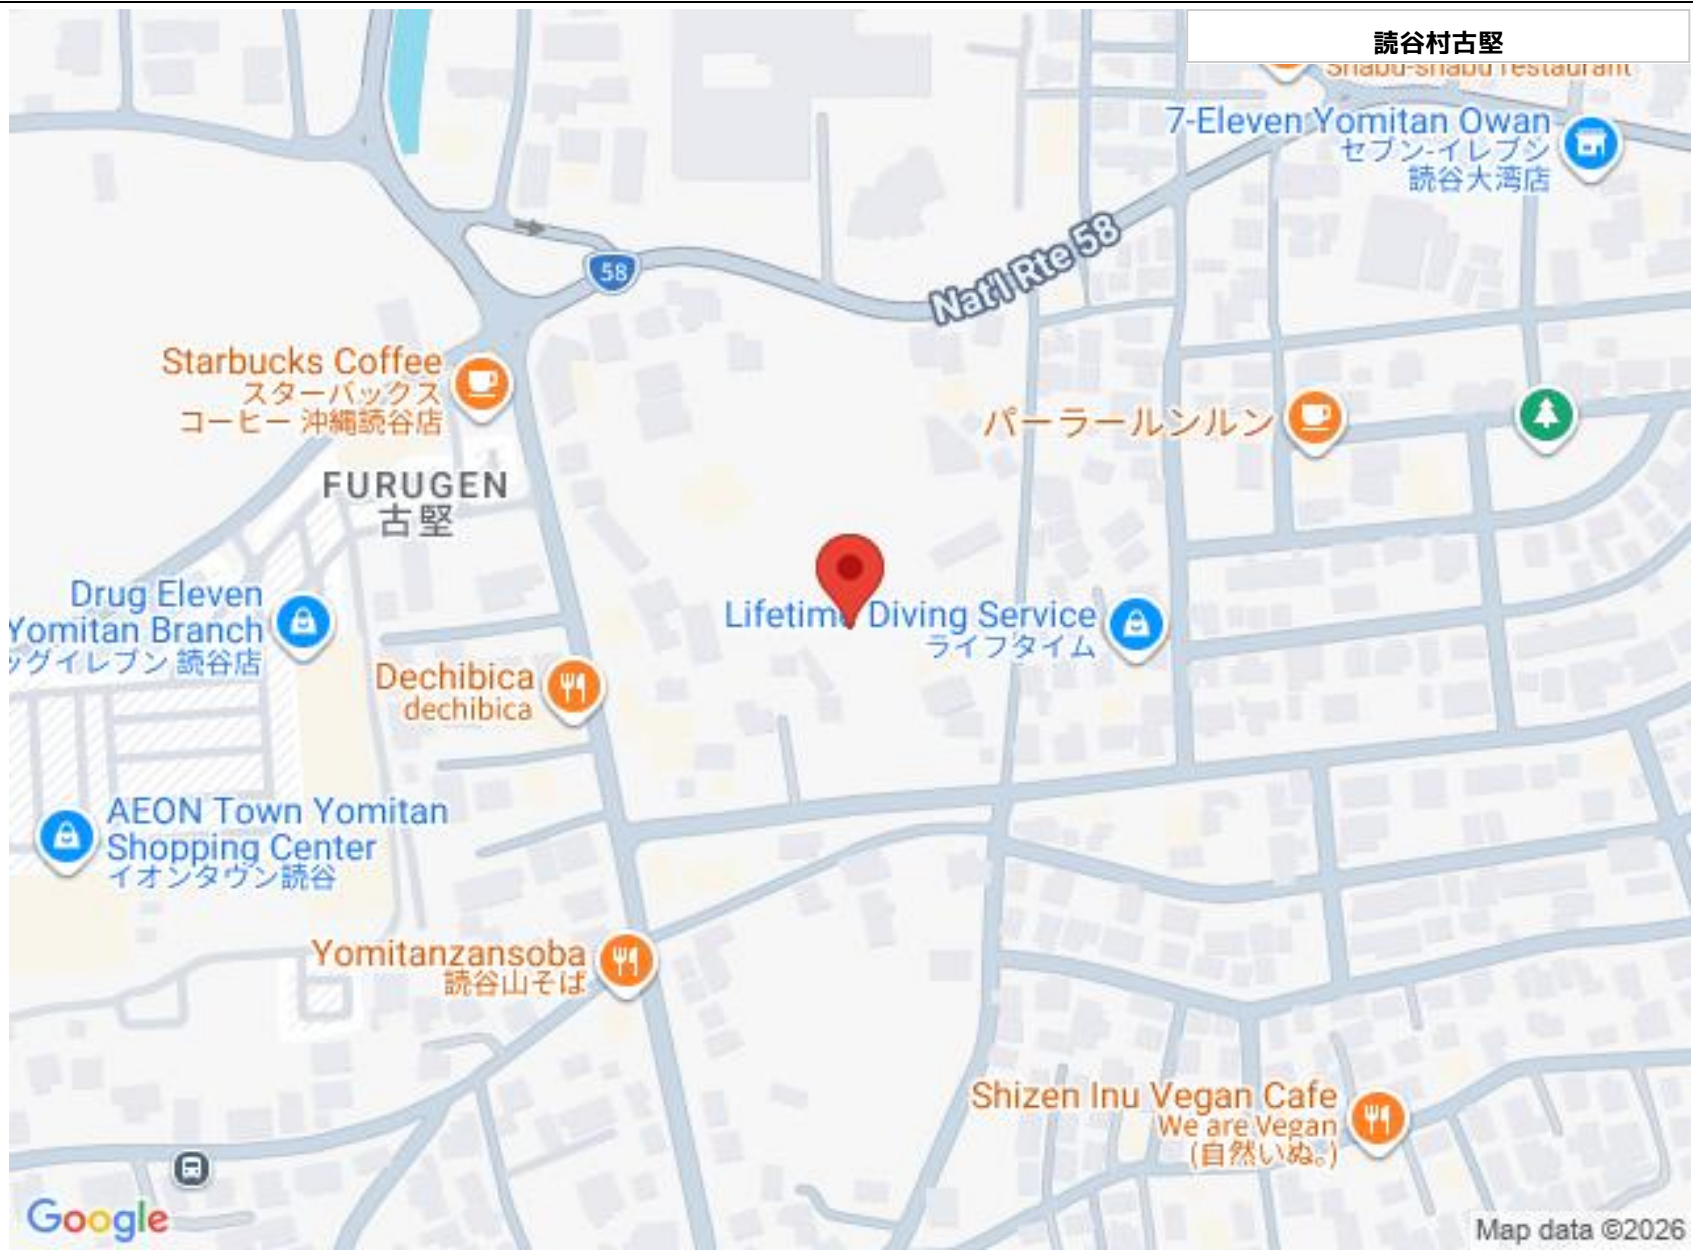 読谷村古堅
Shabu-shabu restaurant
7-Eleven Yomitan Owan
セブン-イレブン
読谷大湾店
58
Nat'l Rte 58
Starbucks Coffee
スターバックス
コーヒー 沖縄読谷店
パーラールンルン
FURUGEN
古堅
Drug Eleven
Yomitan Branch
ッグイレブン 読谷店
Lifetime Diving Service
ライフタイム
Dechibica
dechibica
AEON Town Yomitan
Shopping Center
イオンタウン読谷
Yomitanzansoba
読谷山そば
Shizen Inu Vegan Cafe
We are Vegan
(自然いぬ。)
Google
Map data ©2026